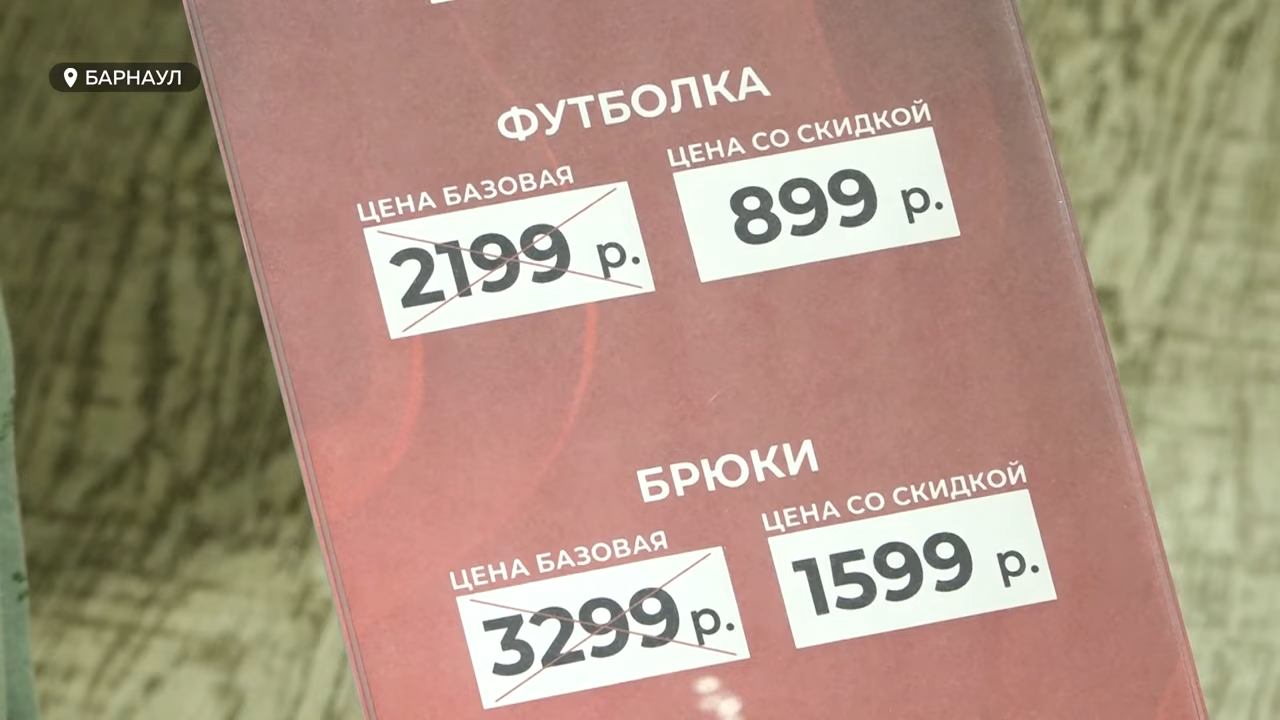 БАРНАУЛ
ФУТБОЛКА
ЦЕНА БАЗОВАЯ
2199 р.
ЦЕНА СО СКИДКОЙ
899 р.
БРЮКИ
ЦЕНА БАЗОВАЯ
3299 р.
ЦЕНА СО СКИДКОЙ
1599 р.